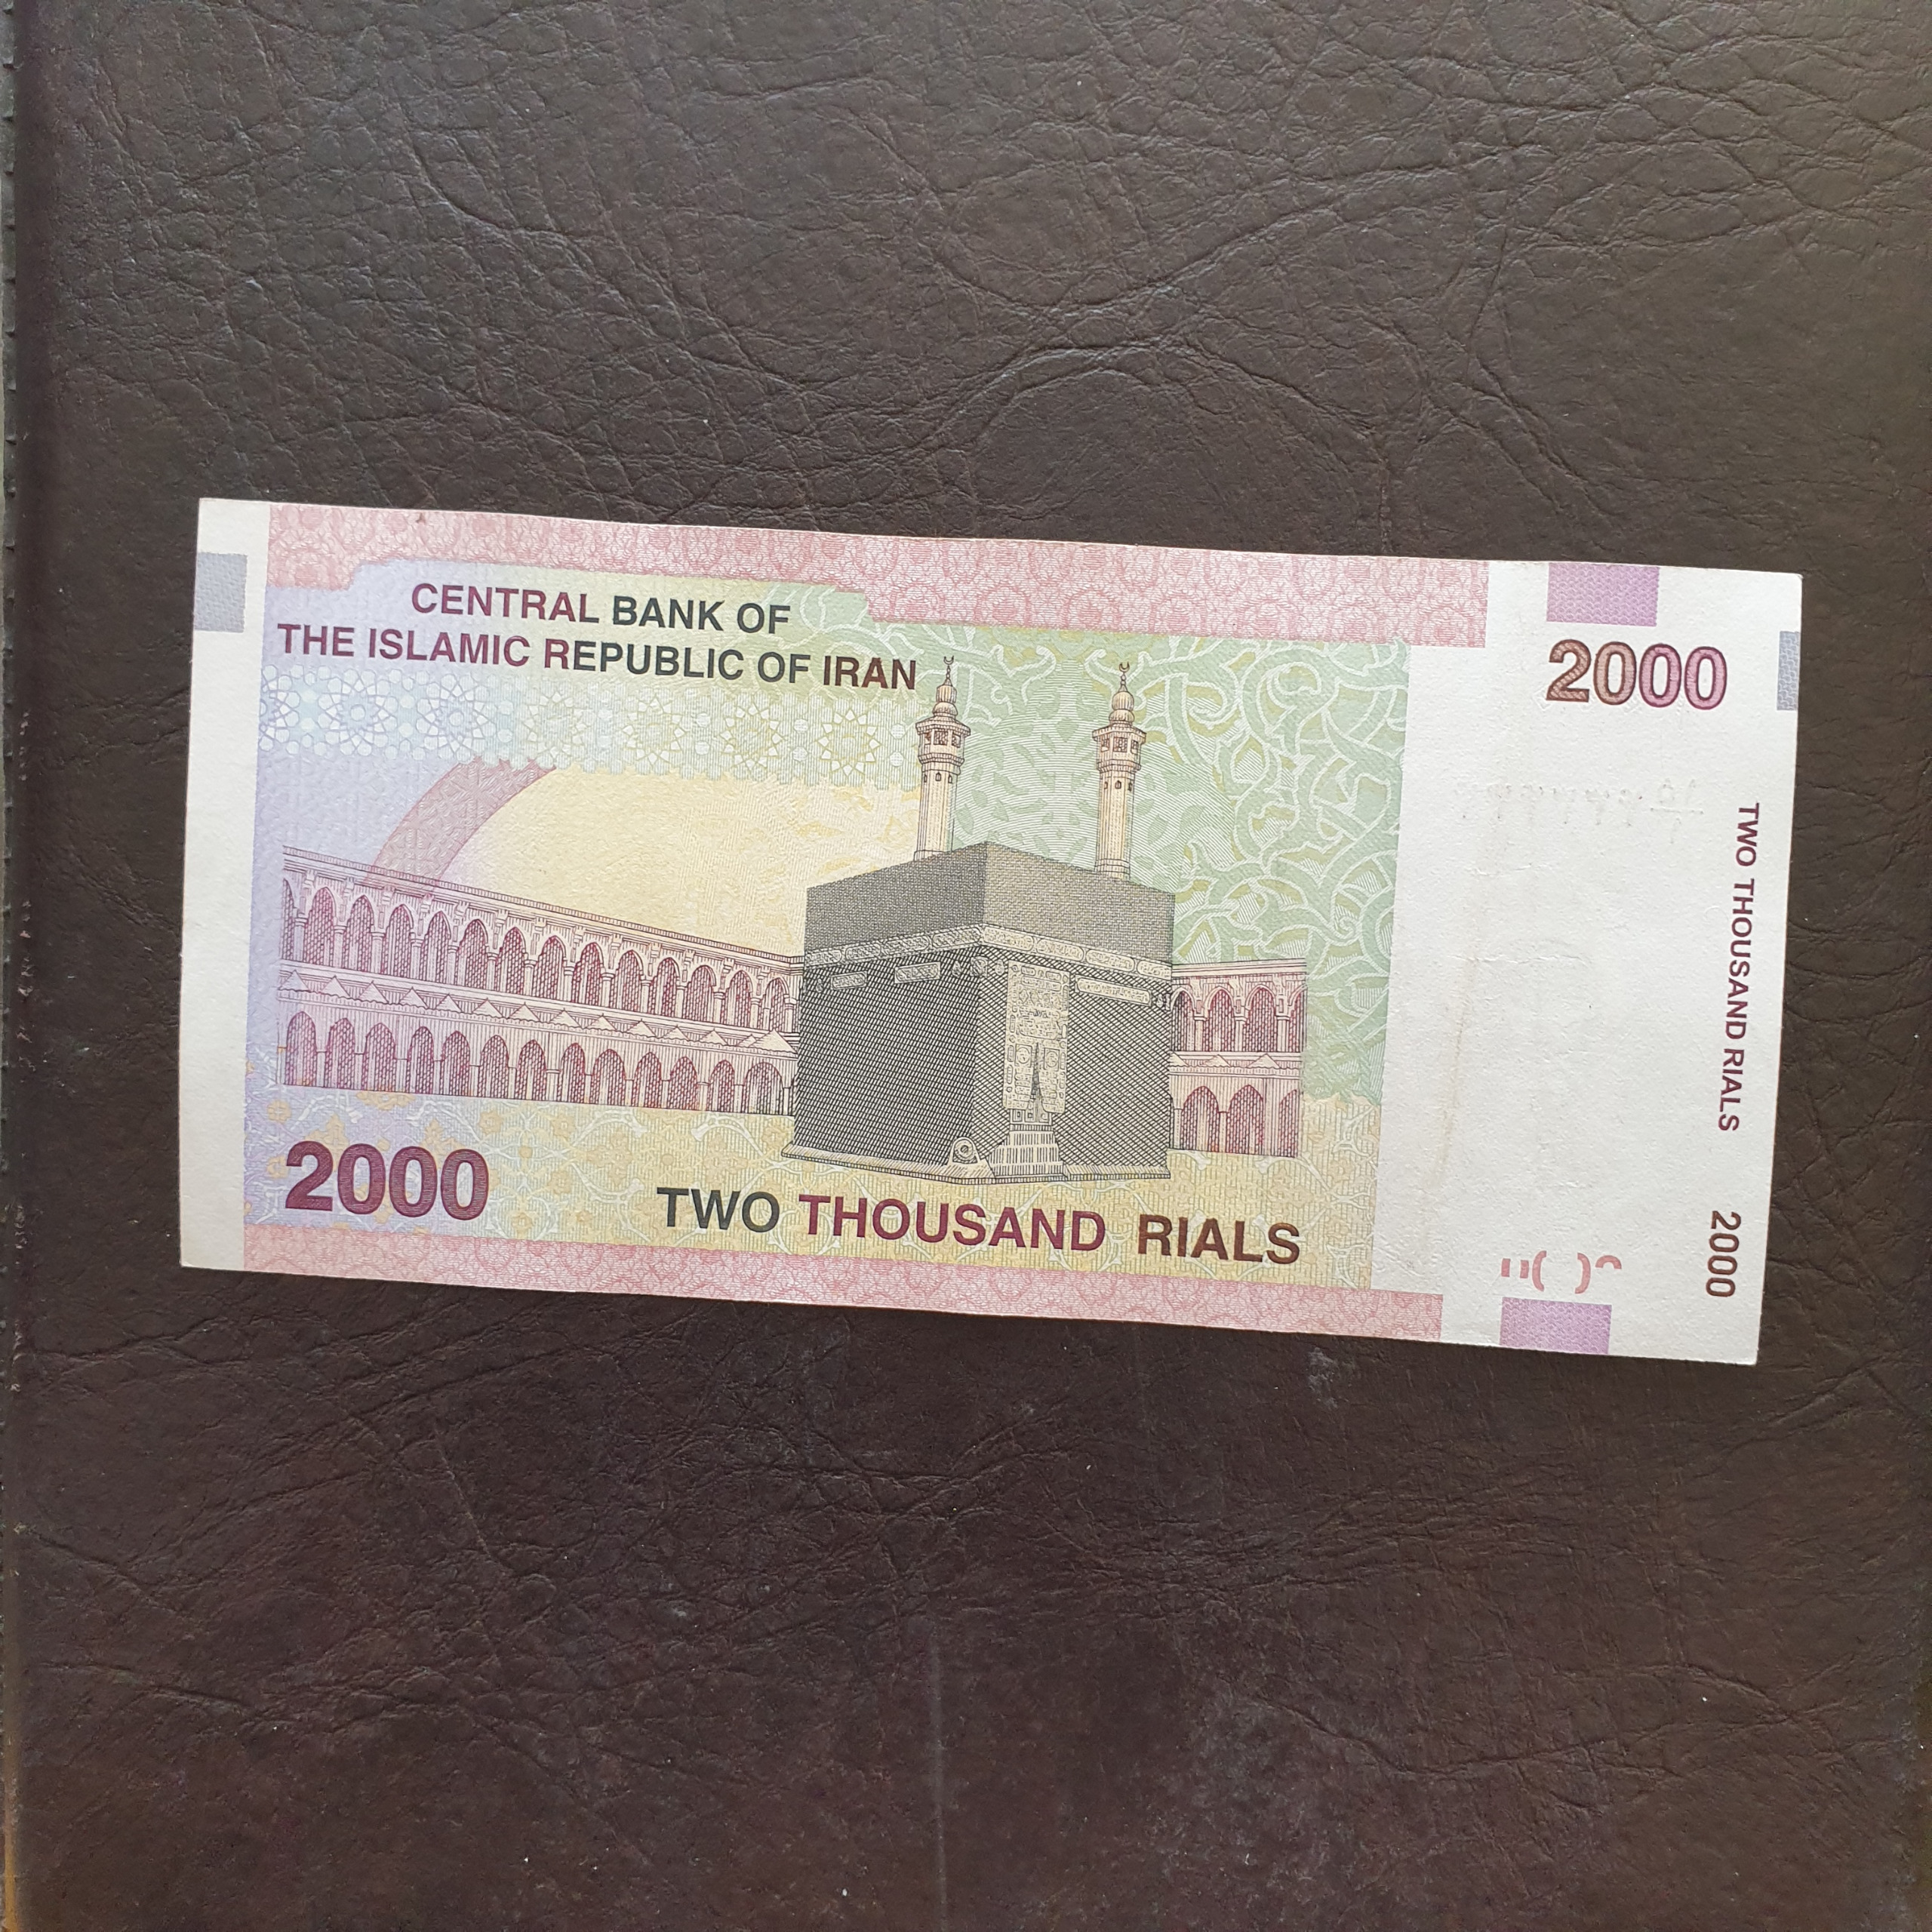 CENTRAL BANK OF
THE ISLAMIC REPUBLIC OF IRAN
2000
2000
TWO THOUSAND RIALS
TWO THOUSAND RIALS
2000